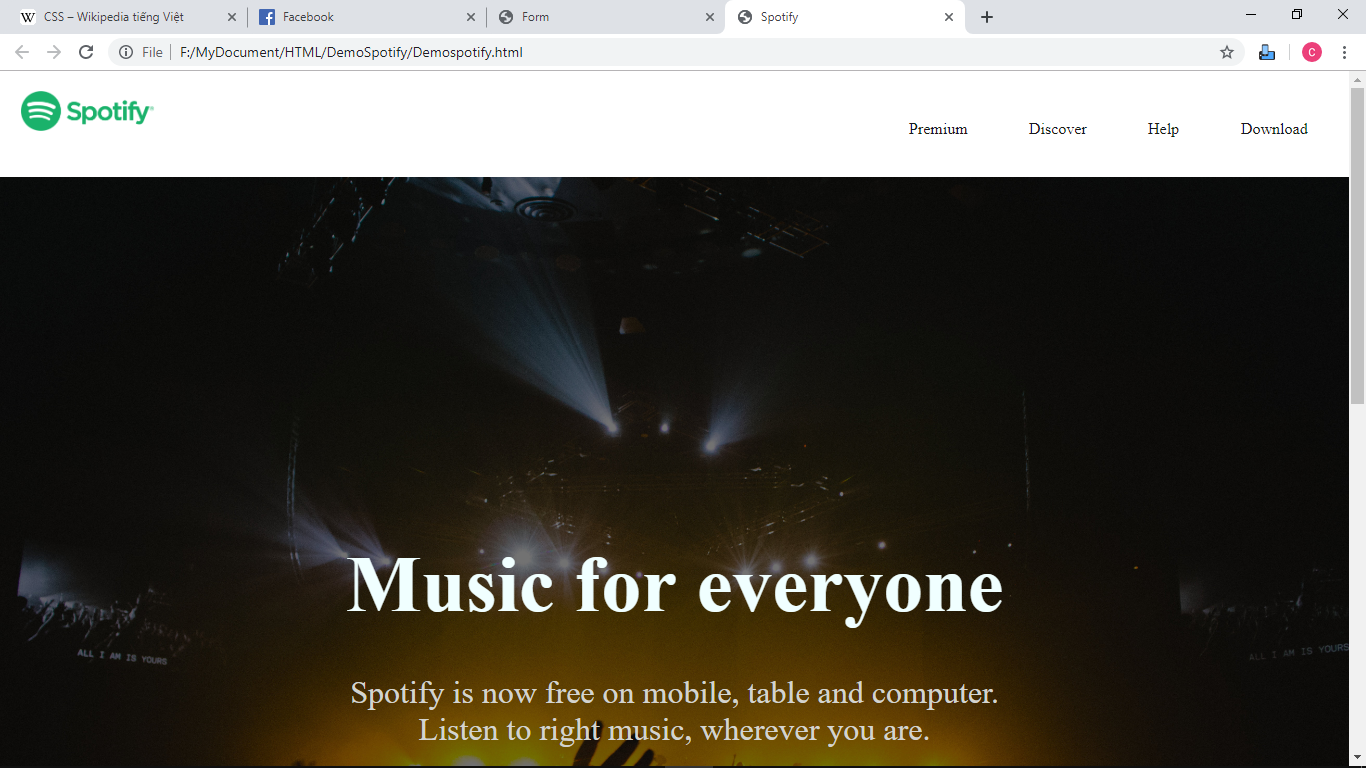 CSS – Wikipedia tiếng Việt
Facebook
Form
Spotify
File
F:/MyDocument/HTML/DemoSpotify/Demospotify.html
C
Spotify
Premium
Discover
Help
Download
Music for everyone
ALL I AM IS YOURS
ALL I AM IS YOURS
Spotify is now free on mobile, table and computer.
Listen to right music, wherever you are.